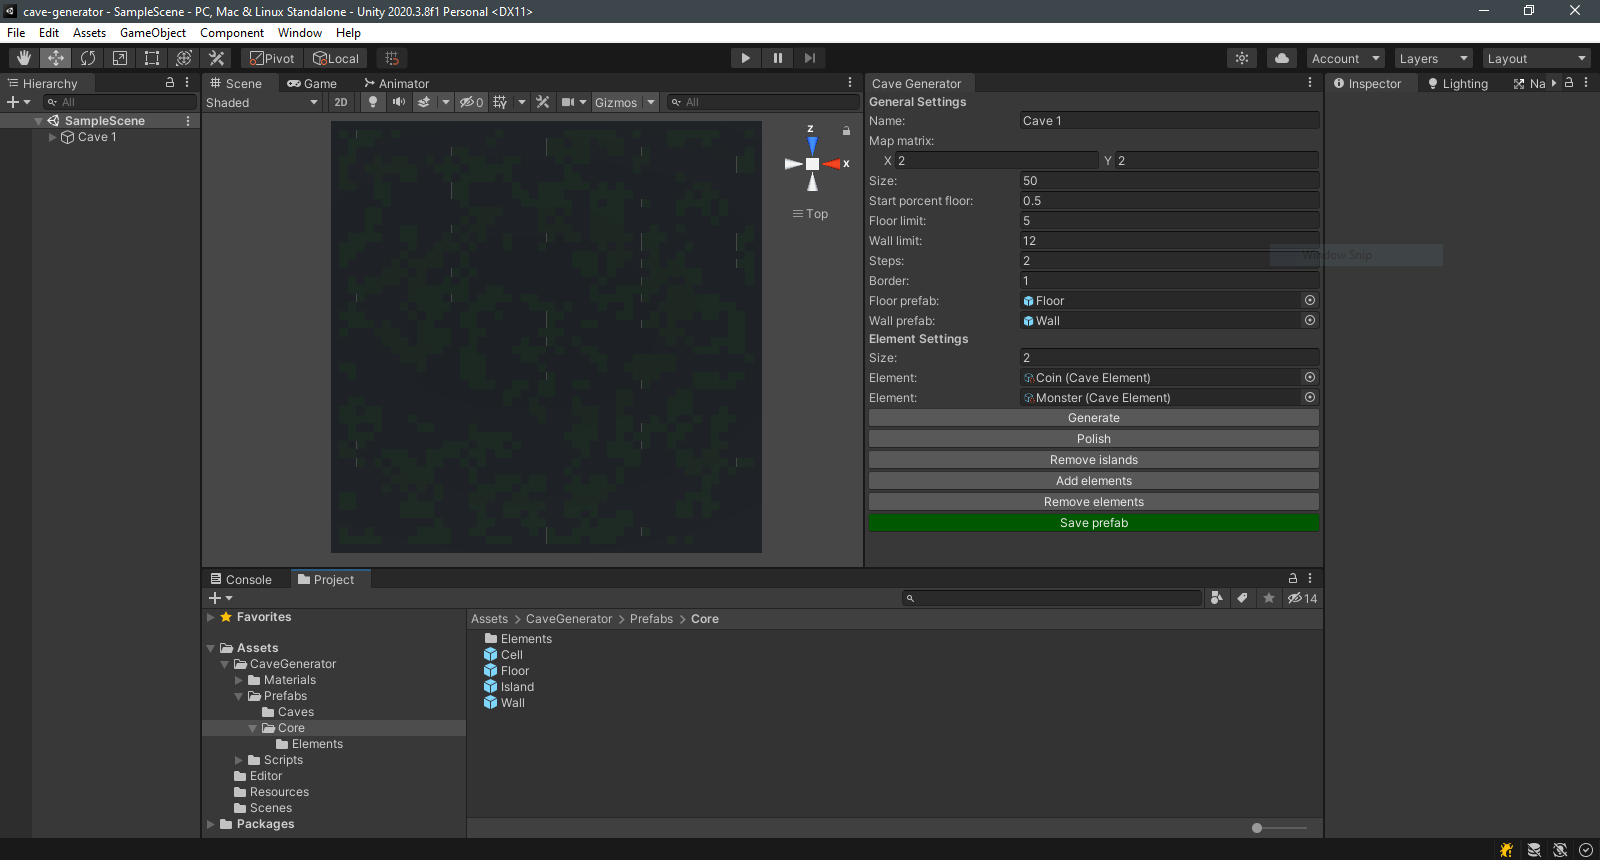 cave-generator - SampleScene - PC, Mac & Linux Standalone - Unity 2020.3.8f1 Personal <DX11>
File Edit Assets GameObject Component Window Help
Pivot Local Account Layers Layout
Hierarchy
All
SampleScene
Cave 1
Scene Game Animator
Shaded 2D 0 Gizmos All
z
x
Top
Cave Generator
General Settings
Name: Cave 1
Map matrix:
X 2 Y 2
Size: 50
Start porcent floor: 0.5
Floor limit: 5
Wall limit: 12
Steps: 2
Border: 1
Floor prefab: Floor
Wall prefab: Wall
Element Settings
Size: 2
Element: Coin (Cave Element)
Element: Monster (Cave Element)
Generate
Polish
Remove islands
Add elements
Remove elements
Save prefab
Inspector Lighting Na
Window Snip
Console Project
14
Favorites
Assets
CaveGenerator
Materials
Prefabs
Caves
Core
Elements
Scripts
Editor
Resources
Scenes
Packages
Assets > CaveGenerator > Prefabs > Core
Elements
Cell
Floor
Island
Wall